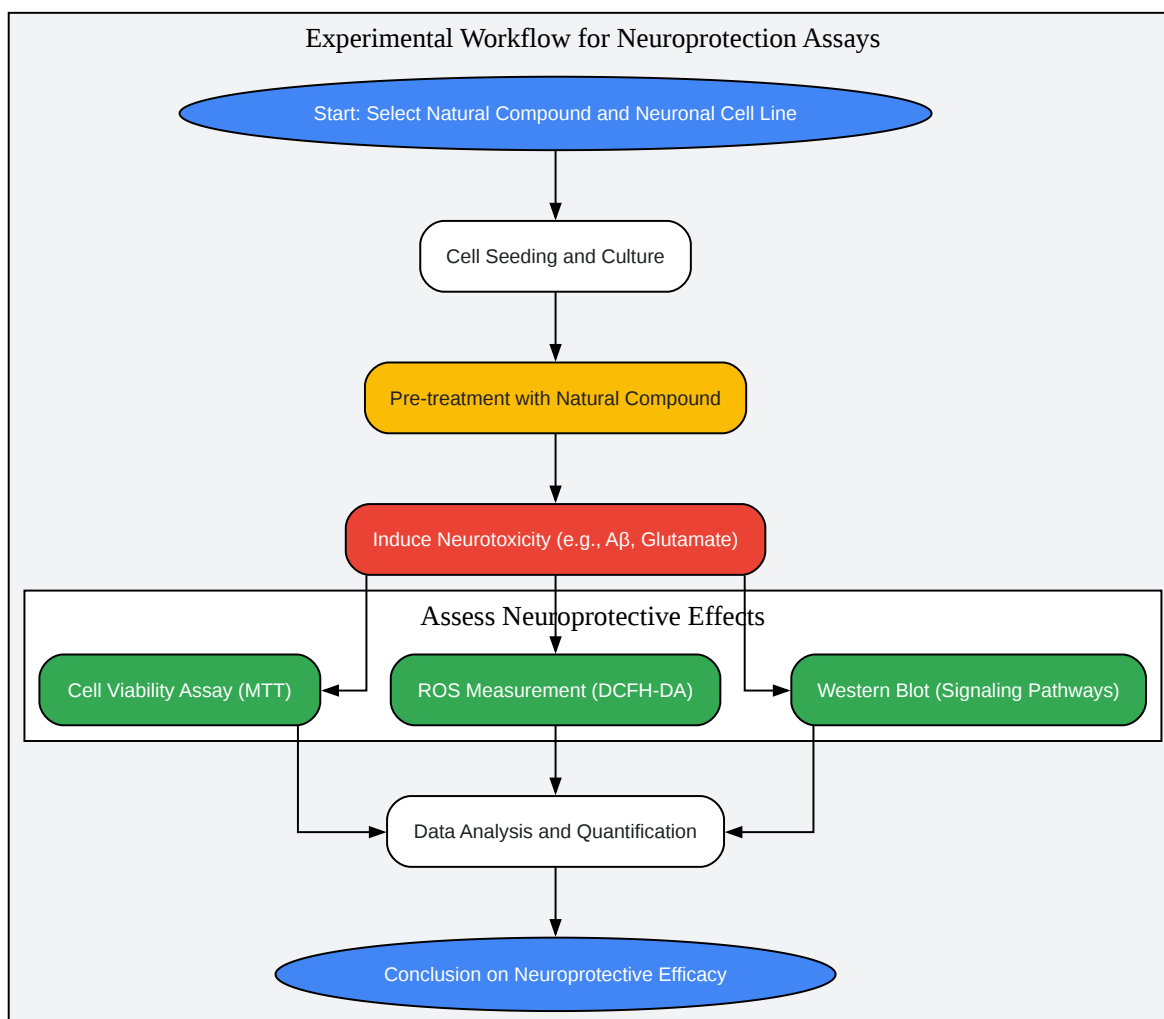 Experimental Workflow for Neuroprotection Assays
Start: Select Natural Compound and Neuronal Cell Line
Cell Seeding and Culture
Pre-treatment with Natural Compound
Induce Neurotoxicity (e.g., Aβ, Glutamate)
Assess Neuroprotective Effects
Cell Viability Assay (MTT)
ROS Measurement (DCFH-DA)
Western Blot (Signaling Pathways)
Data Analysis and Quantification
Conclusion on Neuroprotective Efficacy